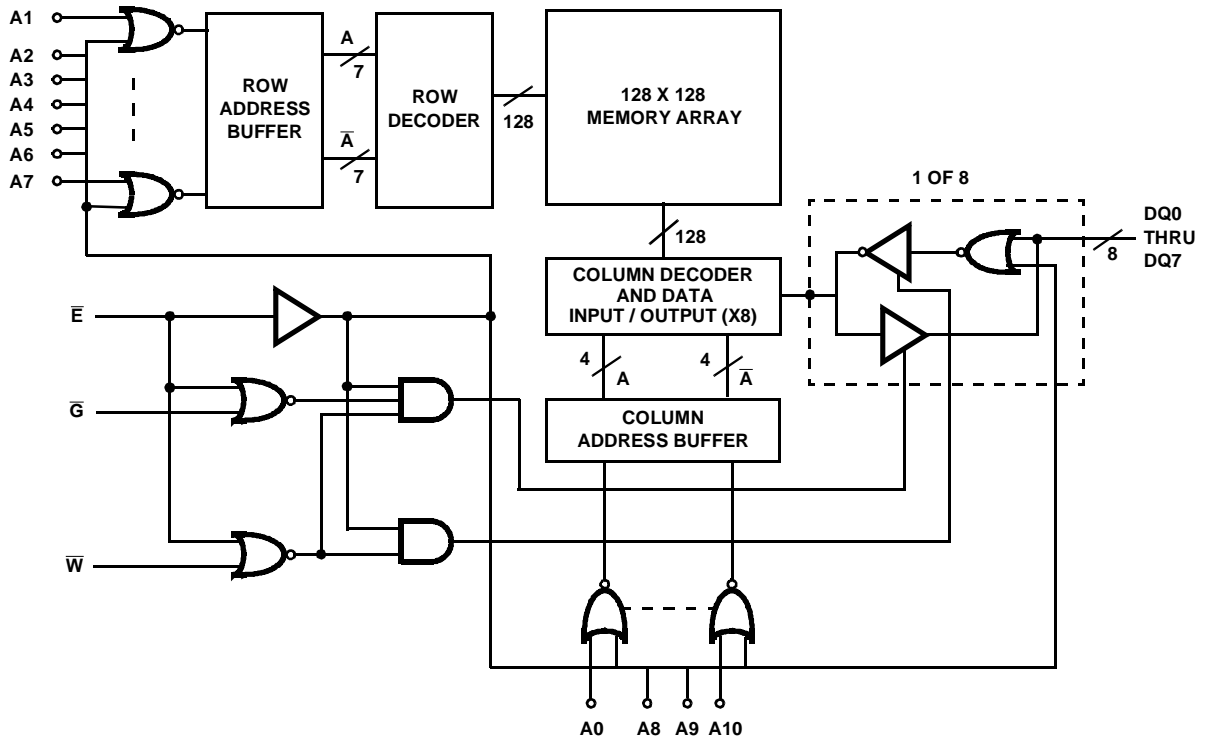 A1
A2
A3
A4
A5
A6
A7
ROW
ADDRESS
BUFFER
A
7
A̅
7
ROW
DECODER
128
128 X 128
MEMORY ARRAY
128
1 OF 8
DQ0
THRU
DQ7
8
COLUMN DECODER
AND DATA
INPUT / OUTPUT (X8)
4
A
4
A̅
COLUMN
ADDRESS BUFFER
E̅
G̅
W̅
A0
A8
A9
A10